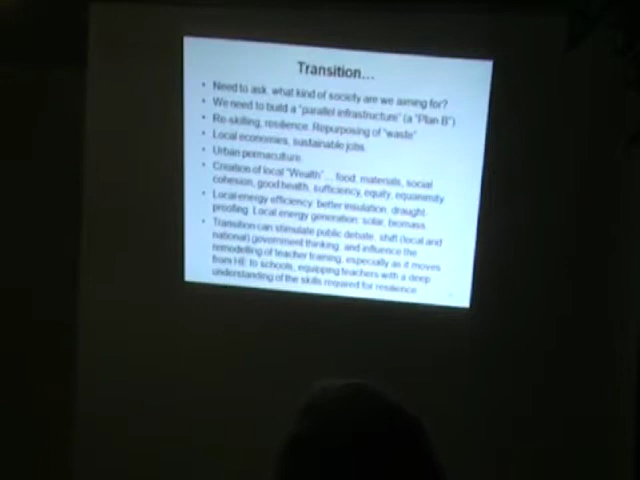 Transition...
• Need to ask, what kind of society are we aiming for?
• We need to build a "parallel infrastructure" (a "Plan B")
• Re-skilling, resilience. Repurposing of "waste"
• Local economies, sustainable jobs
• Urban permaculture.
• Creation of local "Wealth"... food, materials, social
cohesion, good health, sufficiency, equity, equanimity
• Local energy efficiency: better insulation, draught-
proofing. Local energy generation: solar, biomass
• Transition can stimulate public debate, shift (local and
national) government thinking, and influence the
remodelling of teacher training, especially as it moves
from HE to schools, equipping teachers with a deep
understanding of the skills required for resilience